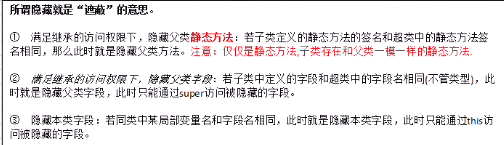 所谓隐藏就是“遮蔽”的意思。
① 满足继承的访问权限下，隐藏父类静态方法：若子类定义的静态方法的签名和超类中的静态方法签
名相同，那么此时就是隐藏父类方法。注意：仅仅是静态方法,子类存在和父类一模一样的静态方法.
② 满足继承的访问权限下，隐藏父类字段：若子类中定义的字段和超类中的字段名相同(不管类型)，此
时就是隐藏父类字段，此时只能通过super访问被隐藏的字段。
③ 隐藏本类字段：若同类中某局部变量名和字段名相同，此时就是隐藏本类字段，此时只能通过this访
问被隐藏的字段。